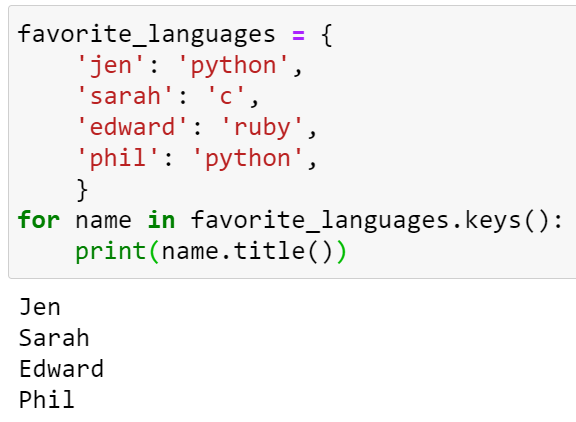 favorite_languages = {
    'jen': 'python',
    'sarah': 'c',
    'edward': 'ruby',
    'phil': 'python',
    }
for name in favorite_languages.keys():
    print(name.title())
Jen
Sarah
Edward
Phil